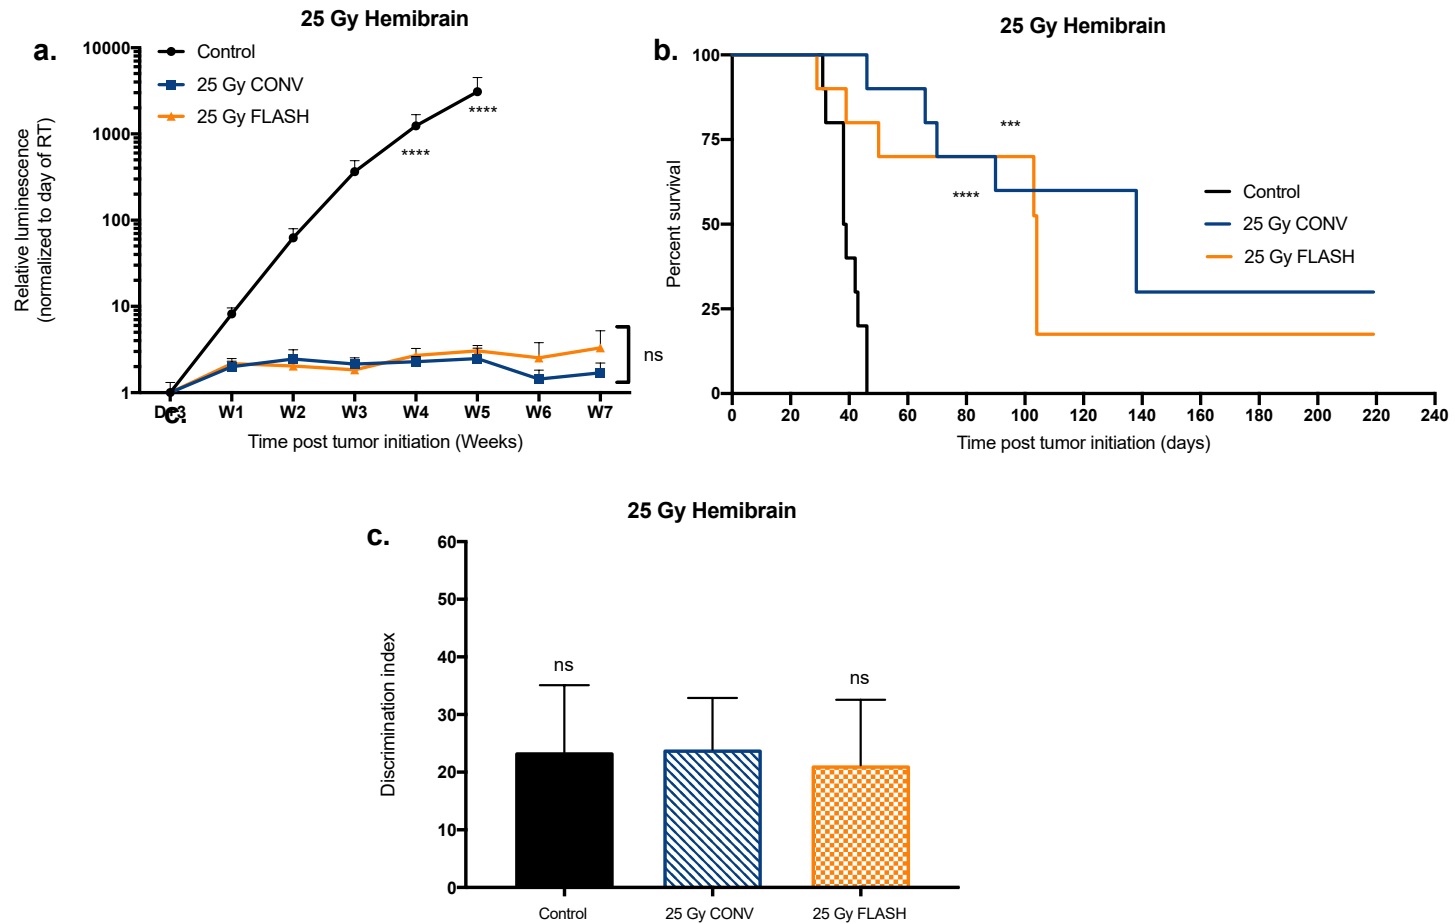 25 Gy Hemibrain
a.
Control
25 Gy CONV
25 Gy FLASH
10000
1000
100
10
1
Relative luminescence
(normalized to day of RT)
****
****
ns
W1 W2 W3 W4 W5 W6 W7
c.
Time post tumor initiation (Weeks)
25 Gy Hemibrain
b.
100
75
50
25
0
Percent survival
***
****
Control
25 Gy CONV
25 Gy FLASH
0 20 40 60 80 100 120 140 160 180 200 220 240
Time post tumor initiation (days)
25 Gy Hemibrain
c.
60
50
40
30
20
10
0
Discrimination index
ns
ns
Control 25 Gy CONV 25 Gy FLASH